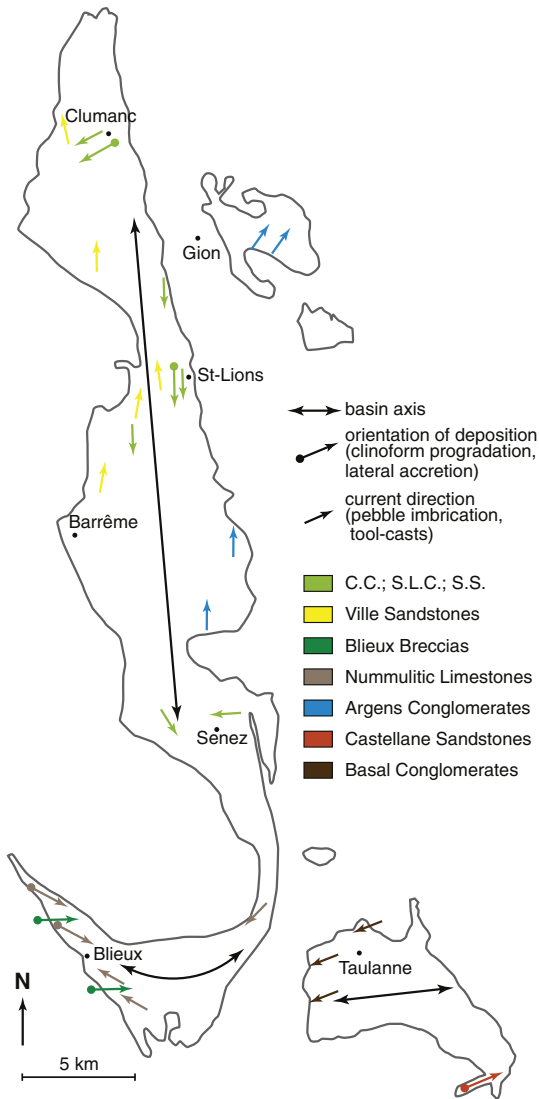 Clumanc
Gion
St-Lions
basin axis
orientation of deposition
(clinoform progradation,
lateral accretion)
current direction
(pebble imbrication,
tool-casts)
Barrême
C.C.; S.L.C.; S.S.
Ville Sandstones
Blieux Breccias
Nummulitic Limestones
Argens Conglomerates
Castellane Sandstones
Basal Conglomerates
Senez
Blieux
Taulanne
N
5 km